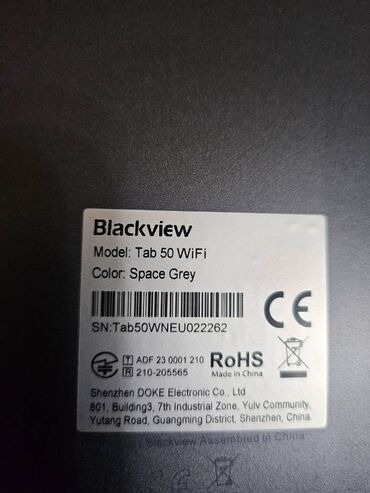 Blackview
Model: Tab 50 WiFi
Color: Space Grey
SN:Tab50WNEU022262
CE
T ADF 23 0001 210
R 210-205565
RoHS
Made in China
Shenzhen DOKE Electronic Co., Ltd
801, Building3, 7th Industrial Zone, Yulv Community,
Yutang Road, Guangming District, Shenzhen, China.
Blackview Assembled in China